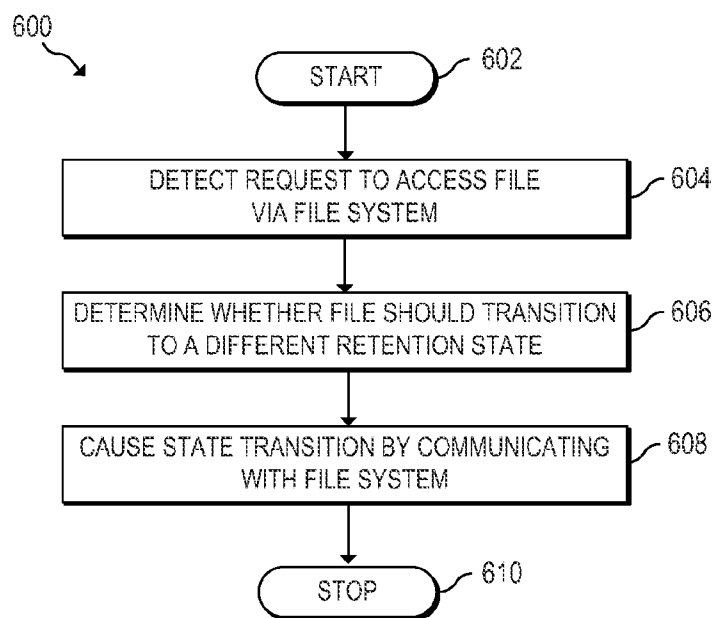 600
START
602
DETECT REQUEST TO ACCESS FILE
VIA FILE SYSTEM
604
DETERMINE WHETHER FILE SHOULD TRANSITION
TO A DIFFERENT RETENTION STATE
606
CAUSE STATE TRANSITION BY COMMUNICATING
WITH FILE SYSTEM
608
STOP
610